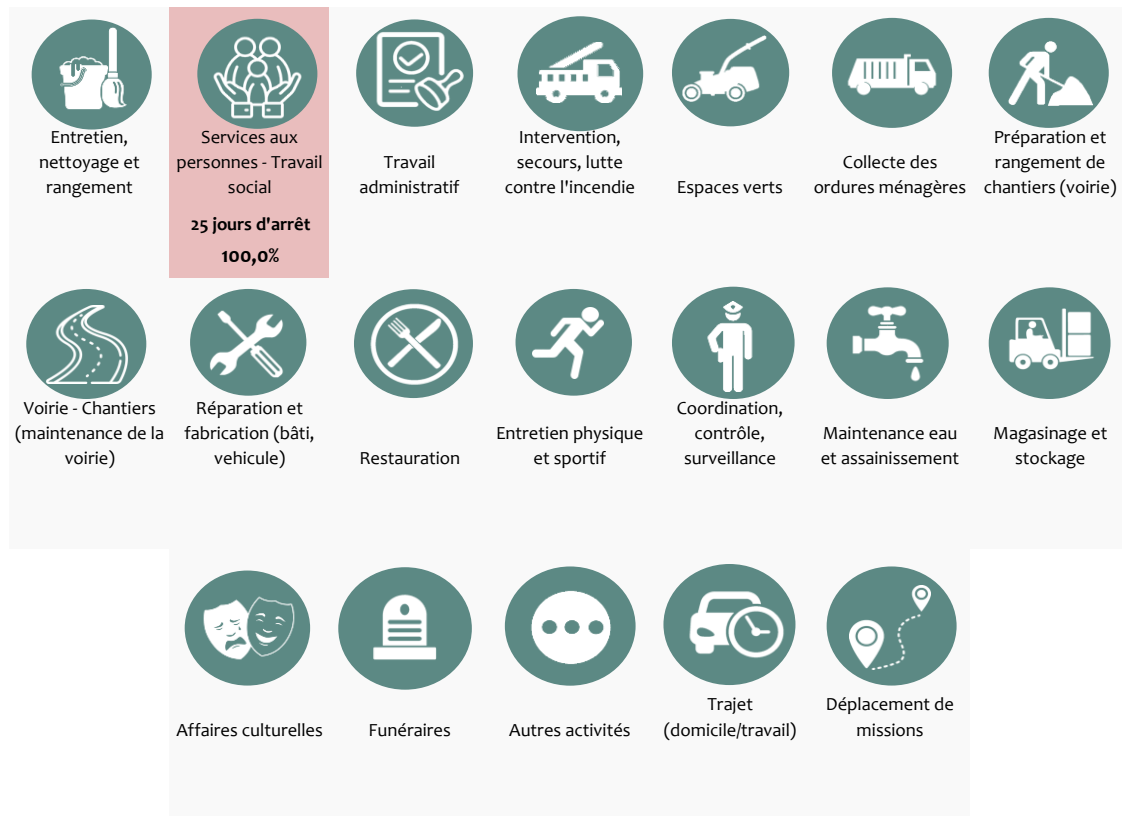 Entretien,
nettoyage et
rangement
Services aux
personnes - Travail
social
25 jours d'arrêt
100,0%
Travail
administratif
Intervention,
secours, lutte
contre l'incendie
Espaces verts
Collecte des
ordures ménagères
Préparation et
rangement de
chantiers (voirie)
Voirie - Chantiers
(maintenance de la
voirie)
Réparation et
fabrication (bâti,
vehicule)
Restauration
Entretien physique
et sportif
Coordination,
contrôle,
surveillance
Maintenance eau
et assainissement
Magasinage et
stockage
Affaires culturelles
Funéraires
Autres activités
Trajet
(domicile/travail)
Déplacement de
missions